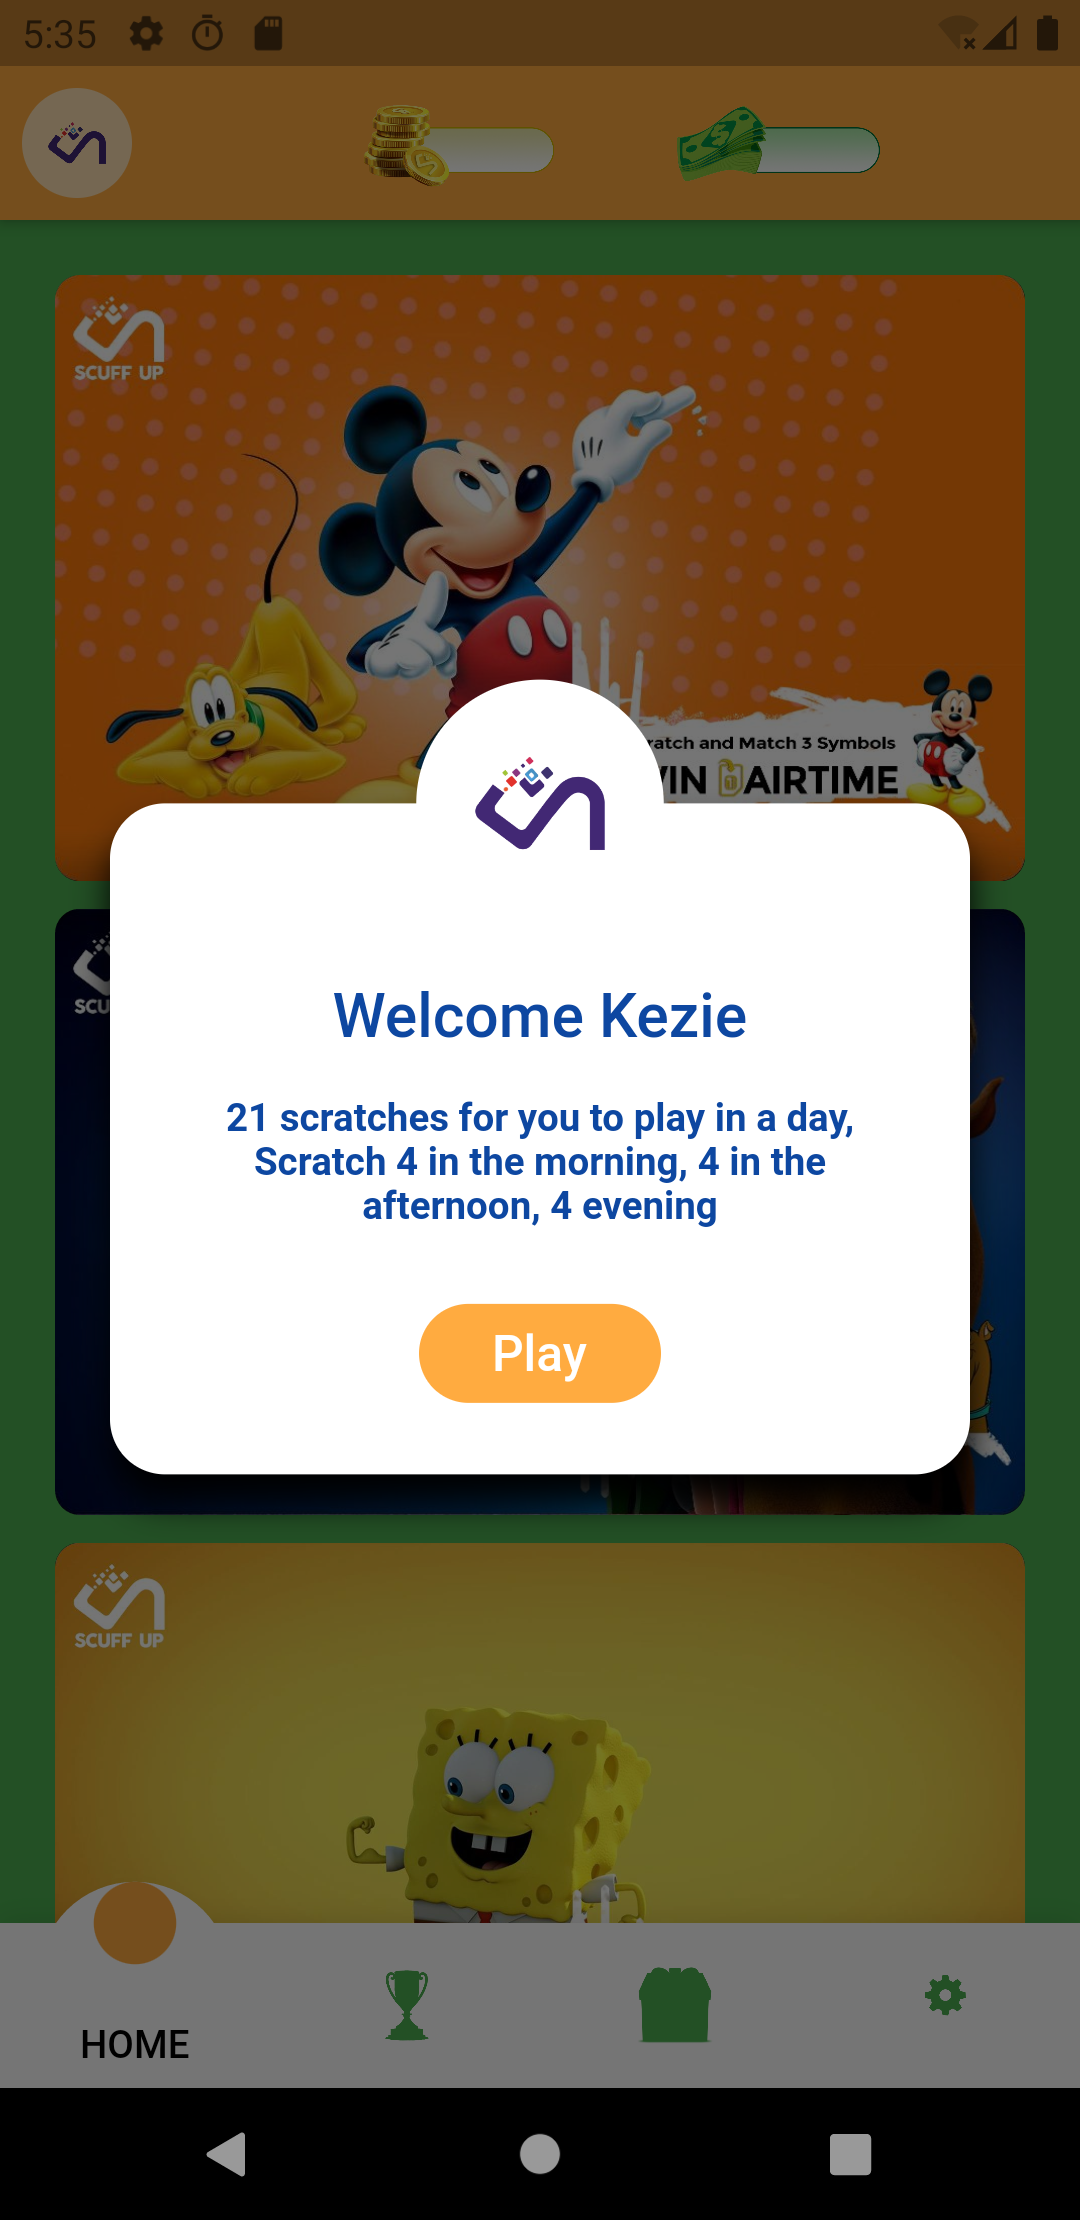 5:35
SCUFF UP
ratch and Match 3 Symbols
IN AIRTIME
SCU
Welcome Kezie
21 scratches for you to play in a day,
Scratch 4 in the morning, 4 in the
afternoon, 4 evening
Play
SCUFF UP
HOME